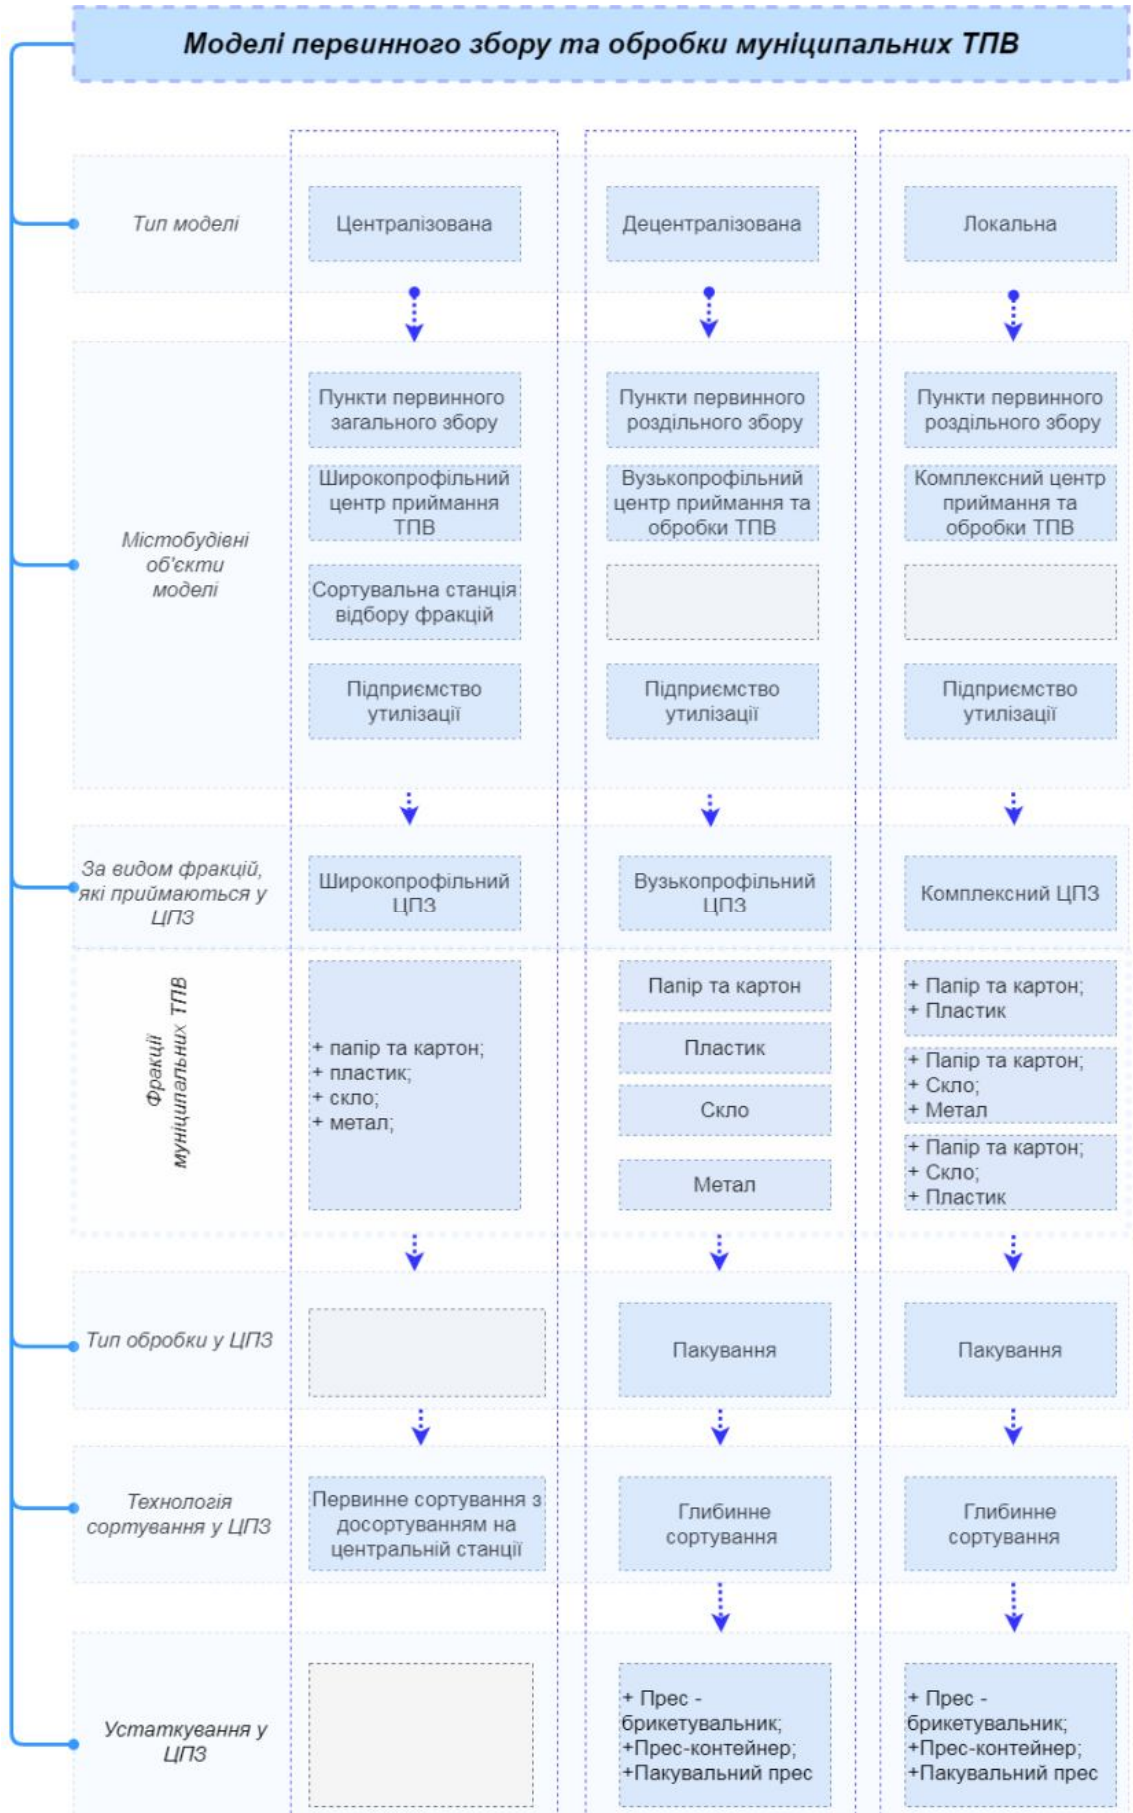 Моделі первинного збору та обробки муніципальних ТПВ
Тип моделі
Централізована
Децентралізована
Локальна
Містобудівні
об'єкти
моделі
Пункти первинного
загального збору
Пункти первинного
роздільного збору
Пункти первинного
роздільного збору
Широкопрофільний
центр приймання
ТПВ
Вузькопрофільний
центр приймання та
обробки ТПВ
Комплексний центр
приймання та
обробки ТПВ
Сортувальна станція
відбору фракцій
Підприємство
утилізації
Підприємство
утилізації
Підприємство
утилізації
За видом фракцій,
які приймаються у
ЦПЗ
Широкопрофільний
ЦПЗ
Вузькопрофільний
ЦПЗ
Комплексний ЦПЗ
Фракції
муніципальних ТПВ
+ папір та картон;
+ пластик;
+ скло;
+ метал;
Папір та картон
Пластик
Скло
Метал
+ Папір та картон;
+ Пластик
+ Папір та картон;
+ Скло;
+ Метал
+ Папір та картон;
+ Скло;
+ Пластик
Тип обробки у ЦПЗ
Пакування
Пакування
Технологія
сортування у ЦПЗ
Первинне сортування з
досортуванням на
центральній станції
Глибинне
сортування
Глибинне
сортування
Устаткування у
ЦПЗ
+ Прес -
брикетувальник;
+Прес-контейнер;
+Пакувальний прес
+ Прес -
брикетувальник;
+Прес-контейнер;
+Пакувальний прес